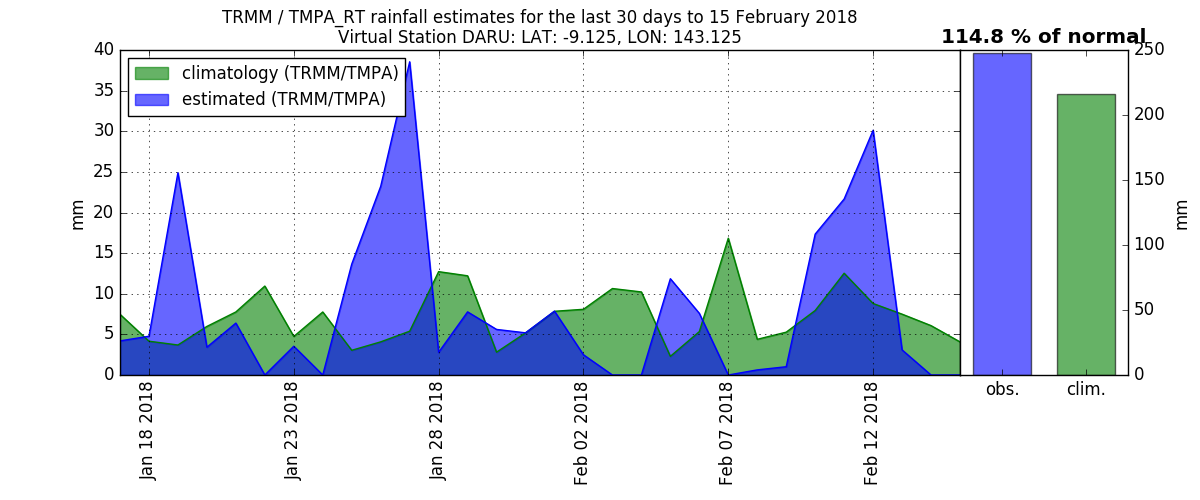 TRMM / TMPA_RT rainfall estimates for the last 30 days to 15 February 2018
Virtual Station DARU: LAT: -9.125, LON: 143.125
114.8 % of normal
climatology (TRMM/TMPA)
estimated (TRMM/TMPA)
40
35
30
25
20
15
10
5
0
mm
Jan 18 2018
Jan 23 2018
Jan 28 2018
Feb 02 2018
Feb 07 2018
Feb 12 2018
250
200
150
100
50
0
mm
obs.
clim.